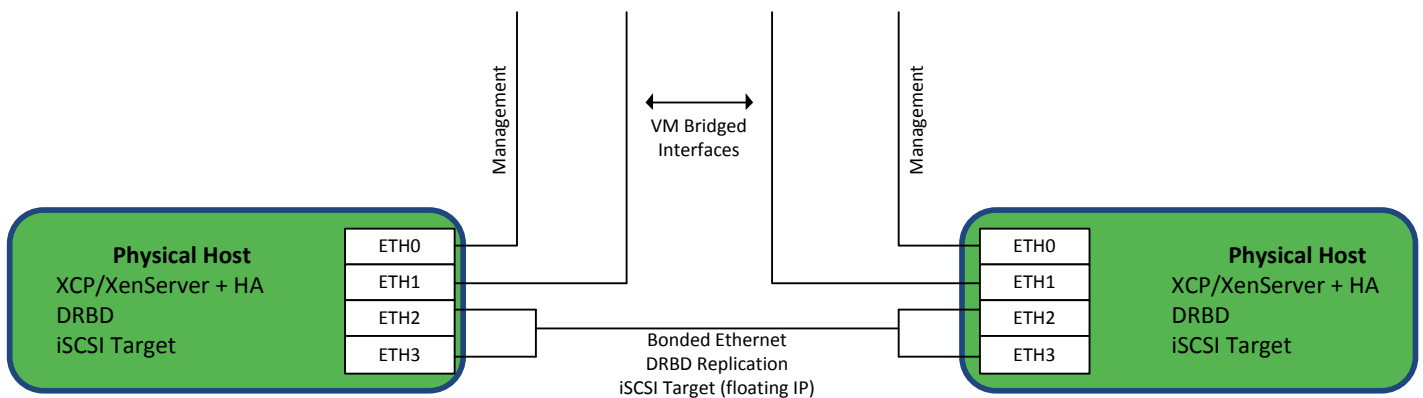 Management
VM Bridged
Interfaces
Management
Physical Host
XCP/XenServer + HA
DRBD
iSCSI Target
ETH0
ETH1
ETH2
ETH3
Bonded Ethernet
DRBD Replication
iSCSI Target (floating IP)
ETH0
ETH1
ETH2
ETH3
Physical Host
XCP/XenServer + HA
DRBD
iSCSI Target